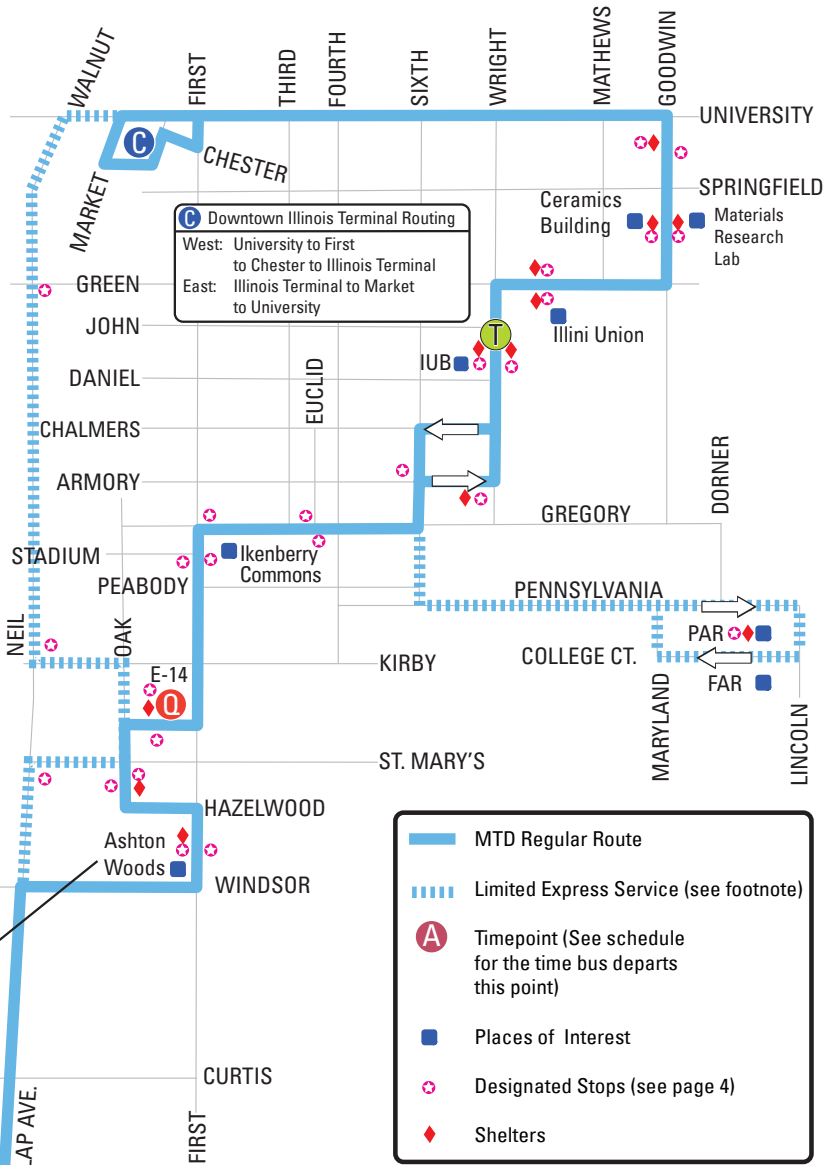 WALNUT
FIRST
THIRD
FOURTH
SIXTH
WRIGHT
MATHEWS
GOODWIN
UNIVERSITY
C
CHESTER
MARKET
SPRINGFIELD
Ceramics
Building
Materials
Research
Lab
C Downtown Illinois Terminal Routing
West: University to First
to Chester to Illinois Terminal
East: Illinois Terminal to Market
to University
GREEN
JOHN
T
Illini Union
IUB
DANIEL
EUCLID
CHALMERS
ARMORY
DORNER
GREGORY
STADIUM
Ikenberry
Commons
PEABODY
PENNSYLVANIA
NEIL
OAK
PAR
KIRBY
COLLEGE CT.
E-14
Q
FAR
MARYLAND
LINCOLN
ST. MARY'S
HAZELWOOD
Ashton
Woods
WINDSOR
MTD Regular Route
Limited Express Service (see footnote)
A
Timepoint (See schedule
for the time bus departs
this point)
Places of Interest
Designated Stops (see page 4)
Shelters
CURTIS
LAP AVE.
FIRST